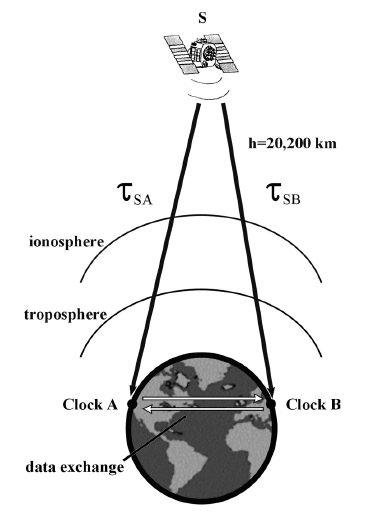 S
h=20,200 km
τSA
τSB
ionosphere
troposphere
Clock A
Clock B
data exchange